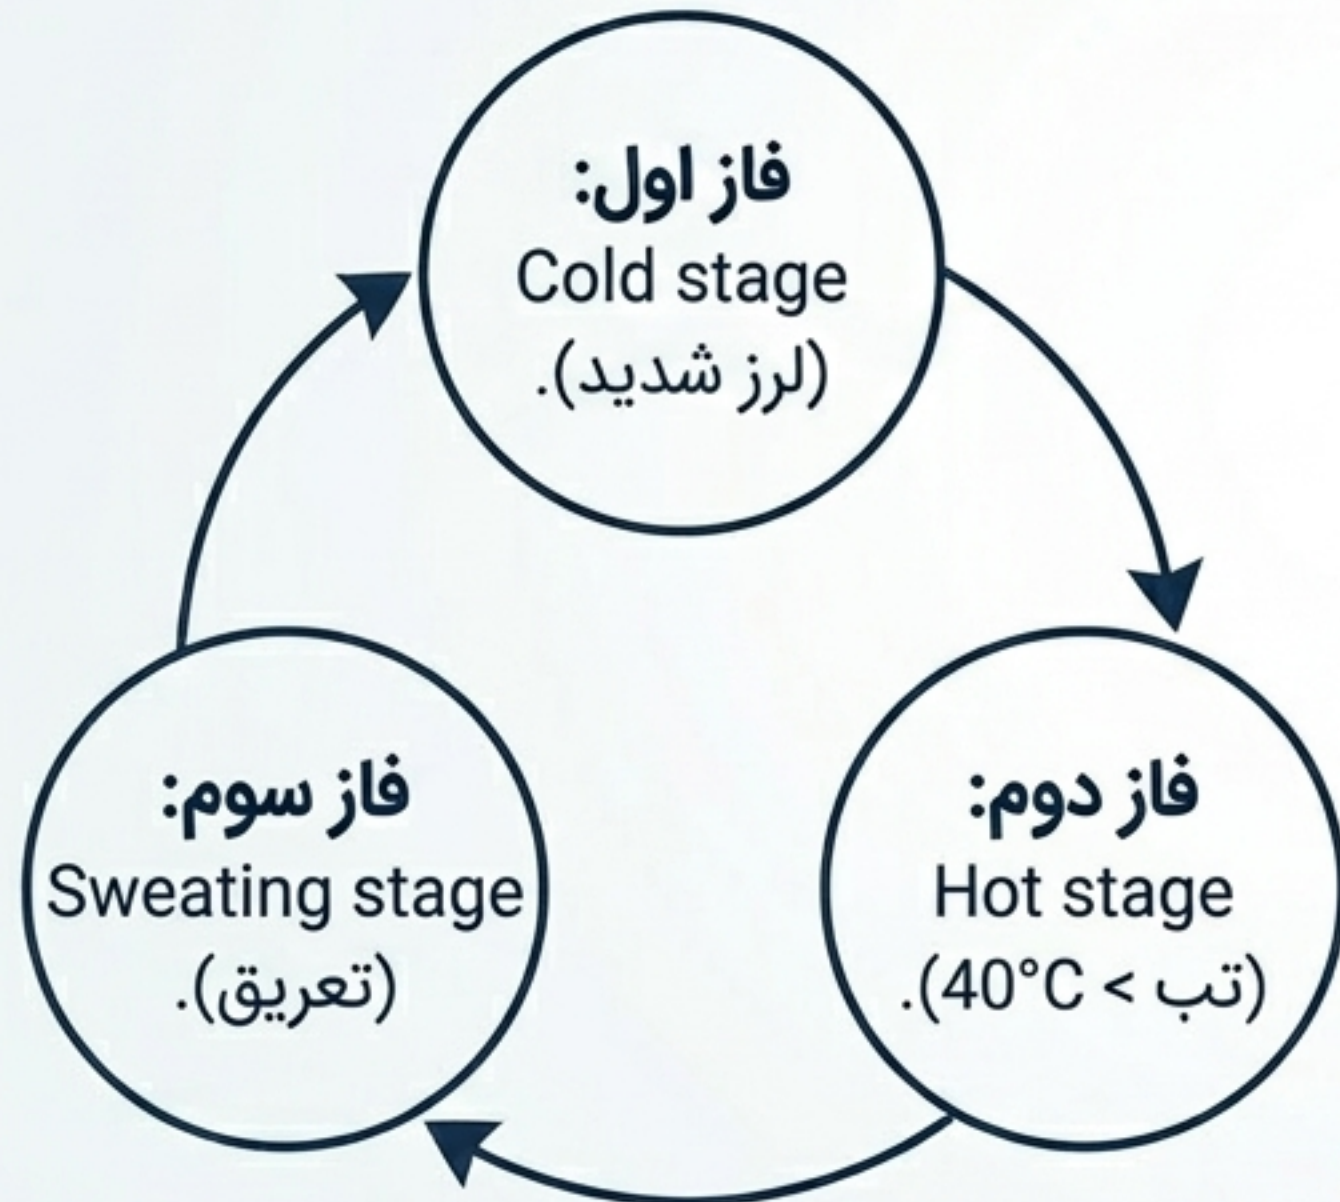 فاز اول:
Cold stage
(لرز شدید).
فاز دوم:
Hot stage
(تب > 40°C).
فاز سوم:
Sweating stage
(تعریق).